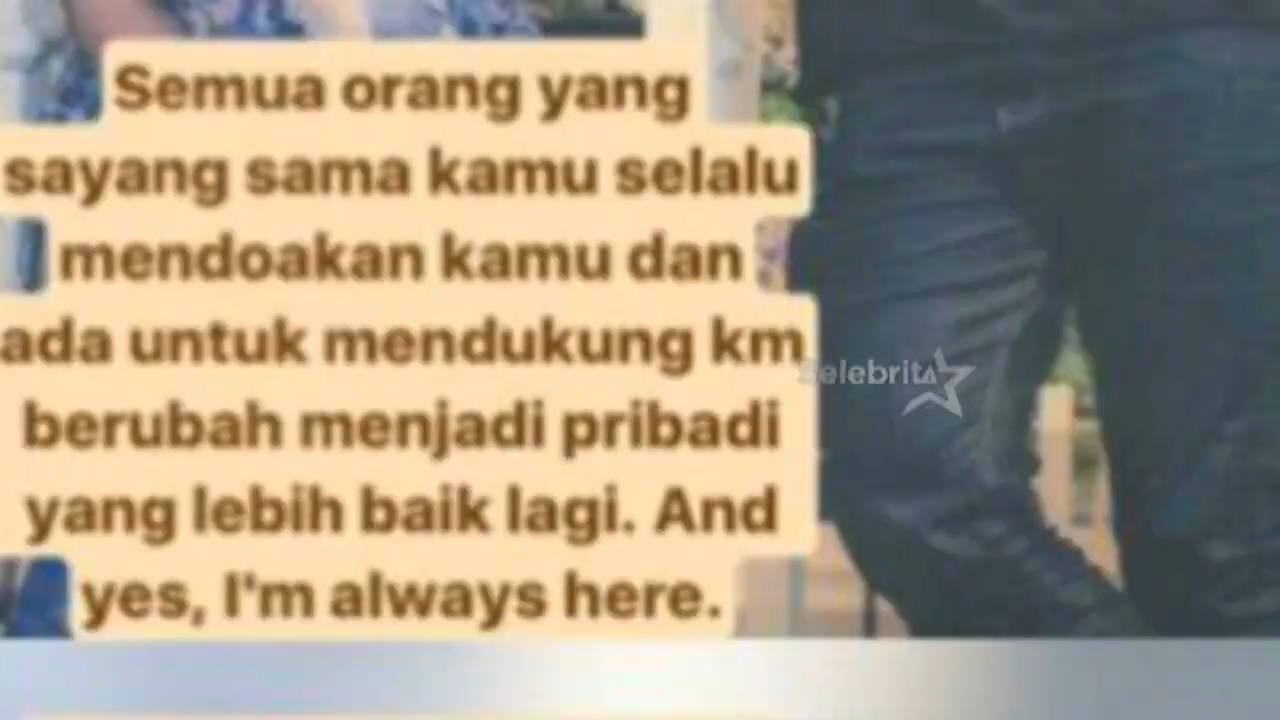 Semua orang yang
sayang sama kamu selalu
mendoakan kamu dan
ada untuk mendukung km
berubah menjadi pribadi
yang lebih baik lagi. And
yes, I'm always here.